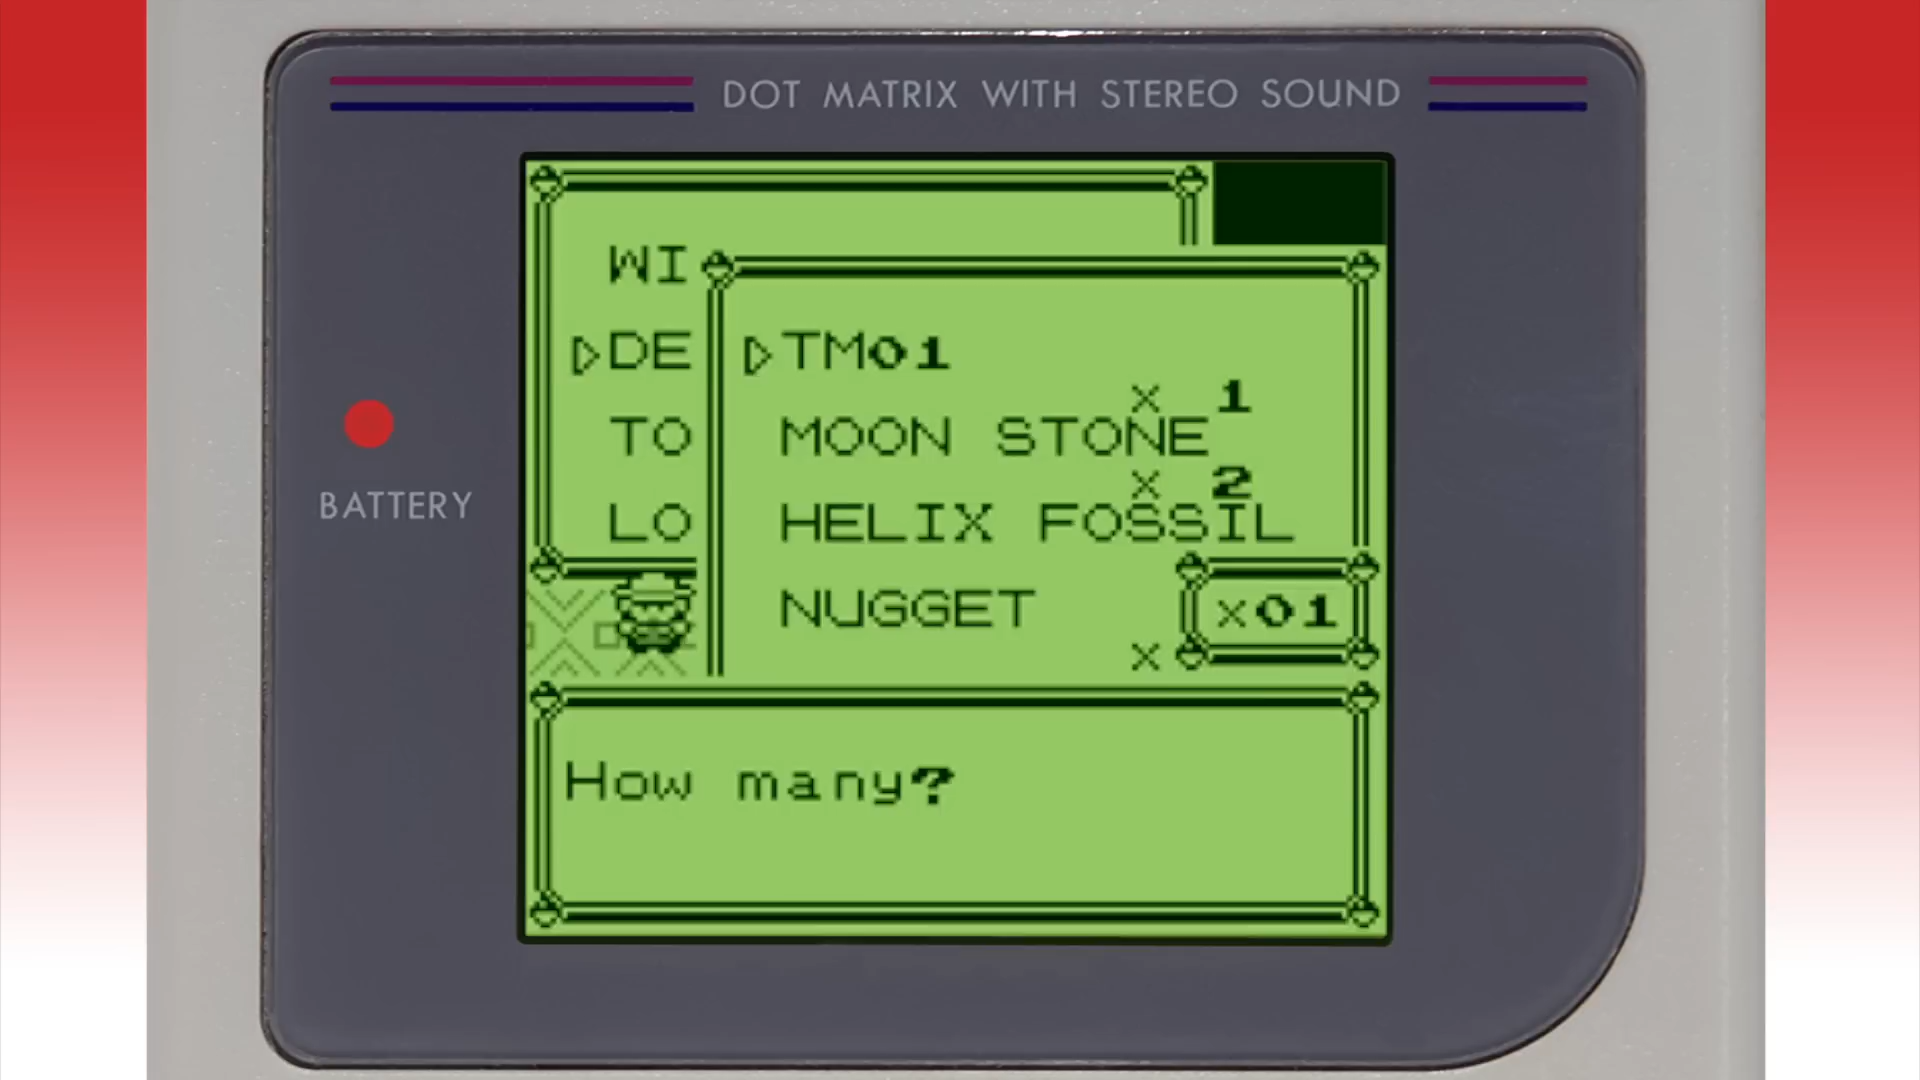 DOT MATRIX WITH STEREO SOUND
BATTERY
WI
▷DE
TO
LO
▷TM01
× 1
MOON STONE
× 2
HELIX FOSSIL
NUGGET
×
×01
How many?